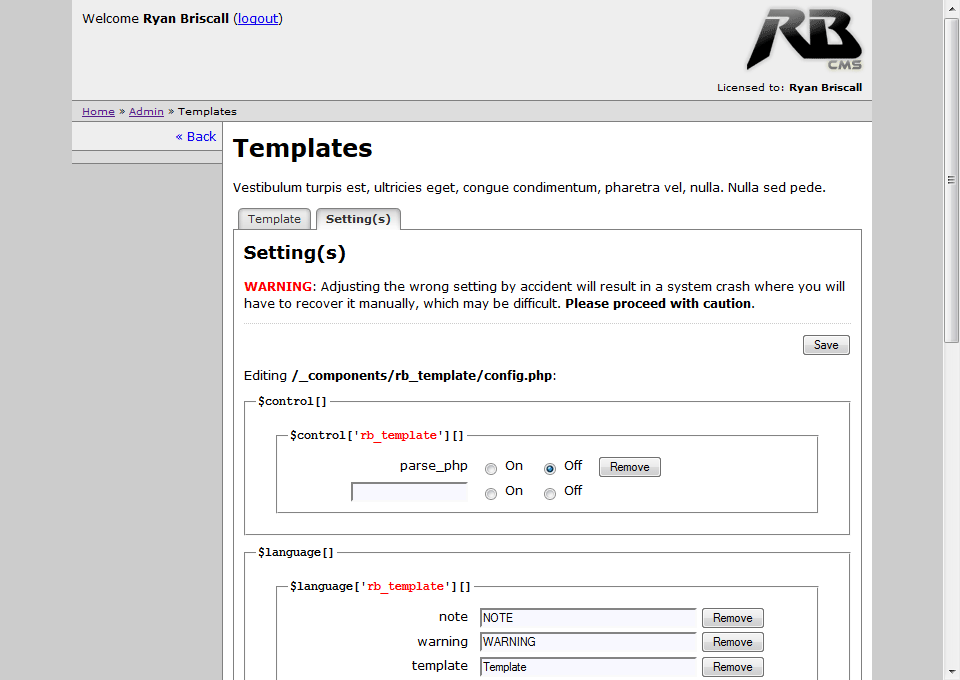 Welcome Ryan Briscall (logout)
RB
CMS
Licensed to: Ryan Briscall
Home » Admin » Templates
« Back
Templates
Vestibulum turpis est, ultricies eget, congue condimentum, pharetra vel, nulla. Nulla sed pede.
Template Setting(s)
Setting(s)
WARNING: Adjusting the wrong setting by accident will result in a system crash where you will
have to recover it manually, which may be difficult. Please proceed with caution.
Save
Editing /_components/rb_template/config.php:
$control[]
$control['rb_template'][]
parse_php On Off Remove
On Off
$language[]
$language['rb_template'][]
note NOTE Remove
warning WARNING Remove
template Template Remove